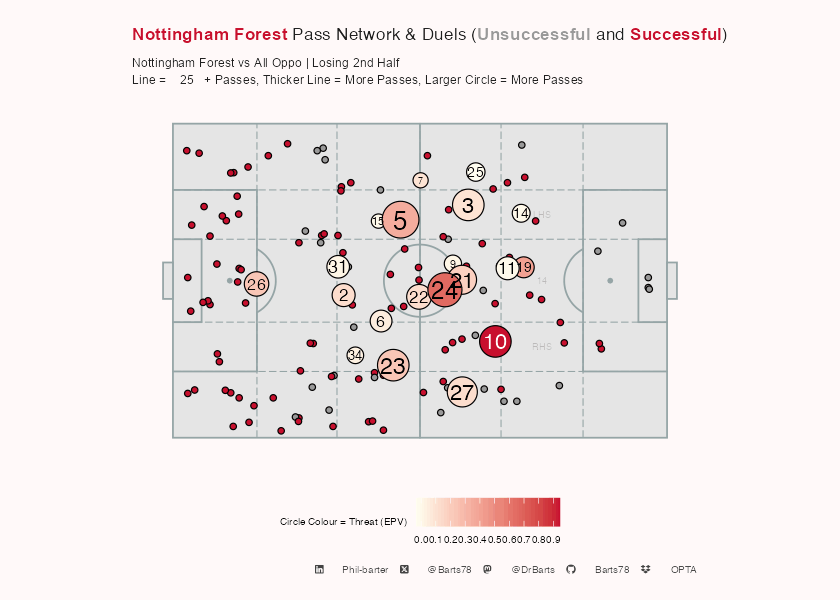 Nottingham Forest Pass Network & Duels (Unsuccessful and Successful)
Nottingham Forest vs All Oppo | Losing 2nd Half
Line = 25 + Passes, Thicker Line = More Passes, Larger Circle = More Passes
25
7
3
14 LHS
15 5
9
31 11 19
21
26 24 14
2 22
6
10
RHS
34
23
27
Circle Colour = Threat (EPV)
0.00.10.20.30.40.50.60.70.80.9
Phil-barter @Barts78 @DrBarts Barts78 OPTA